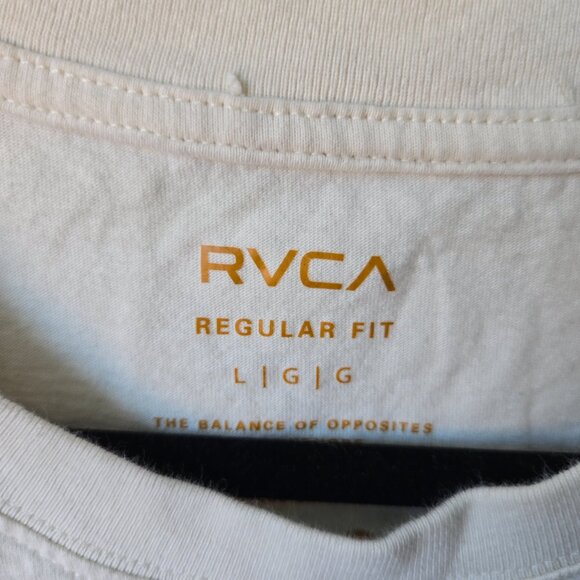 RVCA
REGULAR FIT
L | G | G
THE BALANCE OF OPPOSITES